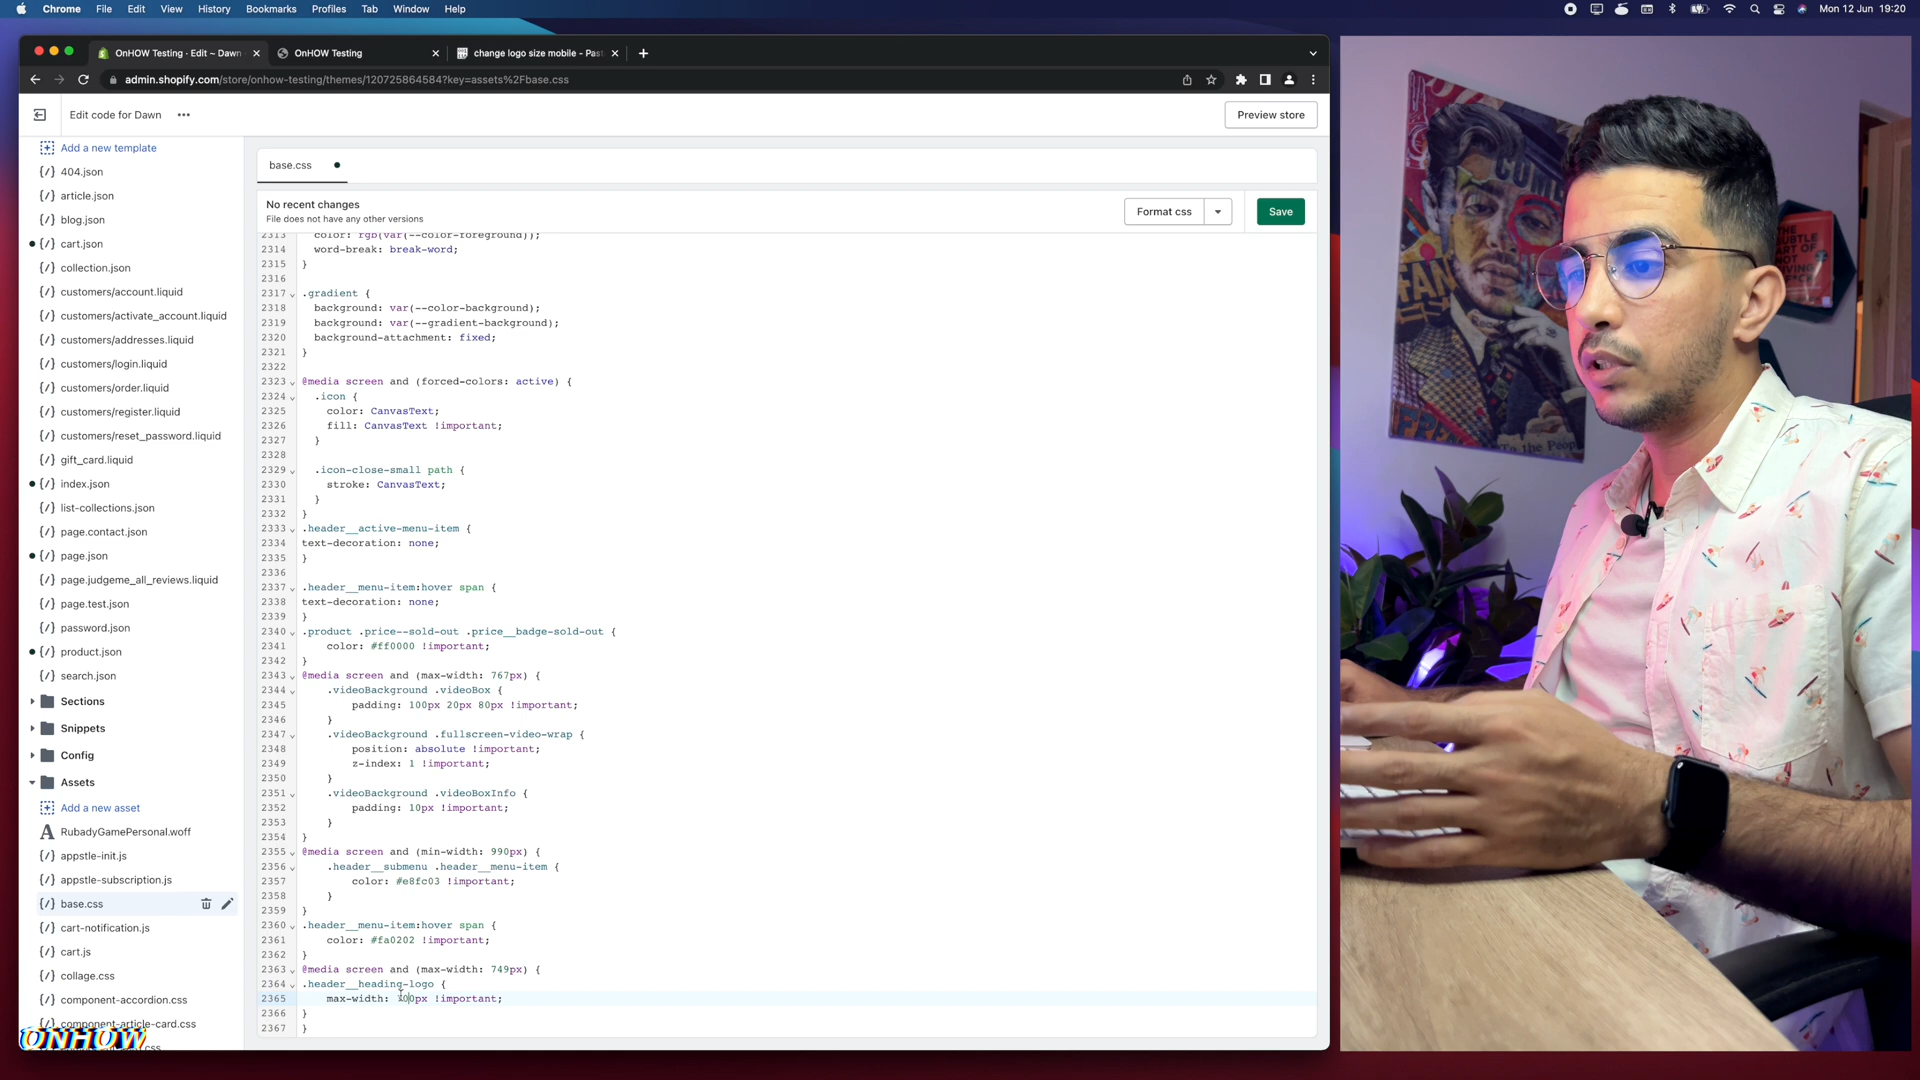 Chrome File Edit View History Bookmarks Profiles Tab Window Help Mon 12 Jun 19:20
OnHOW Testing · Edit ~ Dawn OnHOW Testing change logo size mobile - Pas
admin.shopify.com/store/onhow-testing/themes/120725864584?key=assets%2Fbase.css
Edit code for Dawn ••• Preview store
Add a new template
{/} 404.json
{/} article.json
{/} blog.json
{/} cart.json
{/} collection.json
{/} customers/account.liquid
{/} customers/activate_account.liquid
{/} customers/addresses.liquid
{/} customers/login.liquid
{/} customers/order.liquid
{/} customers/register.liquid
{/} customers/reset_password.liquid
{/} gift_card.liquid
{/} index.json
{/} list-collections.json
{/} page.contact.json
{/} page.json
{/} page.judgeme_all_reviews.liquid
{/} page.test.json
{/} password.json
{/} product.json
{/} search.json
Sections
Snippets
Config
Assets
Add a new asset
RubadyGamePersonal.woff
{/} appstle-init.js
{/} appstle-subscription.js
{/} base.css
{/} cart-notification.js
{/} cart.js
{/} collage.css
{/} component-accordion.css
{/} component-article-card.css
ONHOW
base.css
No recent changes
File does not have any other versions
Format css Save
2313 color: rgb(var(--color-foreground));
2314 word-break: break-word;
2315 }
2316
2317 .gradient {
2318 background: var(--color-background);
2319 background: var(--gradient-background);
2320 background-attachment: fixed;
2321 }
2322
2323 @media screen and (forced-colors: active) {
2324 .icon {
2325 color: CanvasText;
2326 fill: CanvasText !important;
2327 }
2328
2329 .icon-close-small path {
2330 stroke: CanvasText;
2331 }
2332 }
2333 .header__active-menu-item {
2334 text-decoration: none;
2335 }
2336
2337 .header__menu-item:hover span {
2338 text-decoration: none;
2339 }
2340 .product .price--sold-out .price__badge-sold-out {
2341 color: #ff0000 !important;
2342 }
2343 @media screen and (max-width: 767px) {
2344 .videoBackground .videoBox {
2345 padding: 100px 20px 80px !important;
2346 }
2347 .videoBackground .fullscreen-video-wrap {
2348 position: absolute !important;
2349 z-index: 1 !important;
2350 }
2351 .videoBackground .videoBoxInfo {
2352 padding: 10px !important;
2353 }
2354 }
2355 @media screen and (min-width: 990px) {
2356 .header__submenu .header__menu-item {
2357 color: #e8fc03 !important;
2358 }
2359 }
2360 .header__menu-item:hover span {
2361 color: #fa0202 !important;
2362 }
2363 @media screen and (max-width: 749px) {
2364 .header__heading-logo {
2365 max-width: !important;
2366 }
2367 }
THE SUBTLE ART OF NOT GIVING
To the People